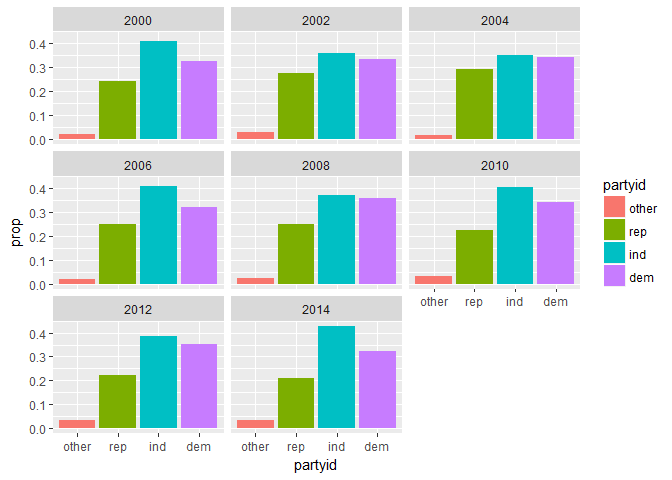 2000 2002 2004
0.4
0.3
0.2
0.1
0.0
2006 2008 2010
0.4
0.3
0.2
0.1
0.0
other rep ind dem
2012 2014
0.4
0.3
0.2
0.1
0.0
other rep ind dem other rep ind dem
partyid
prop
partyid
other
rep
ind
dem